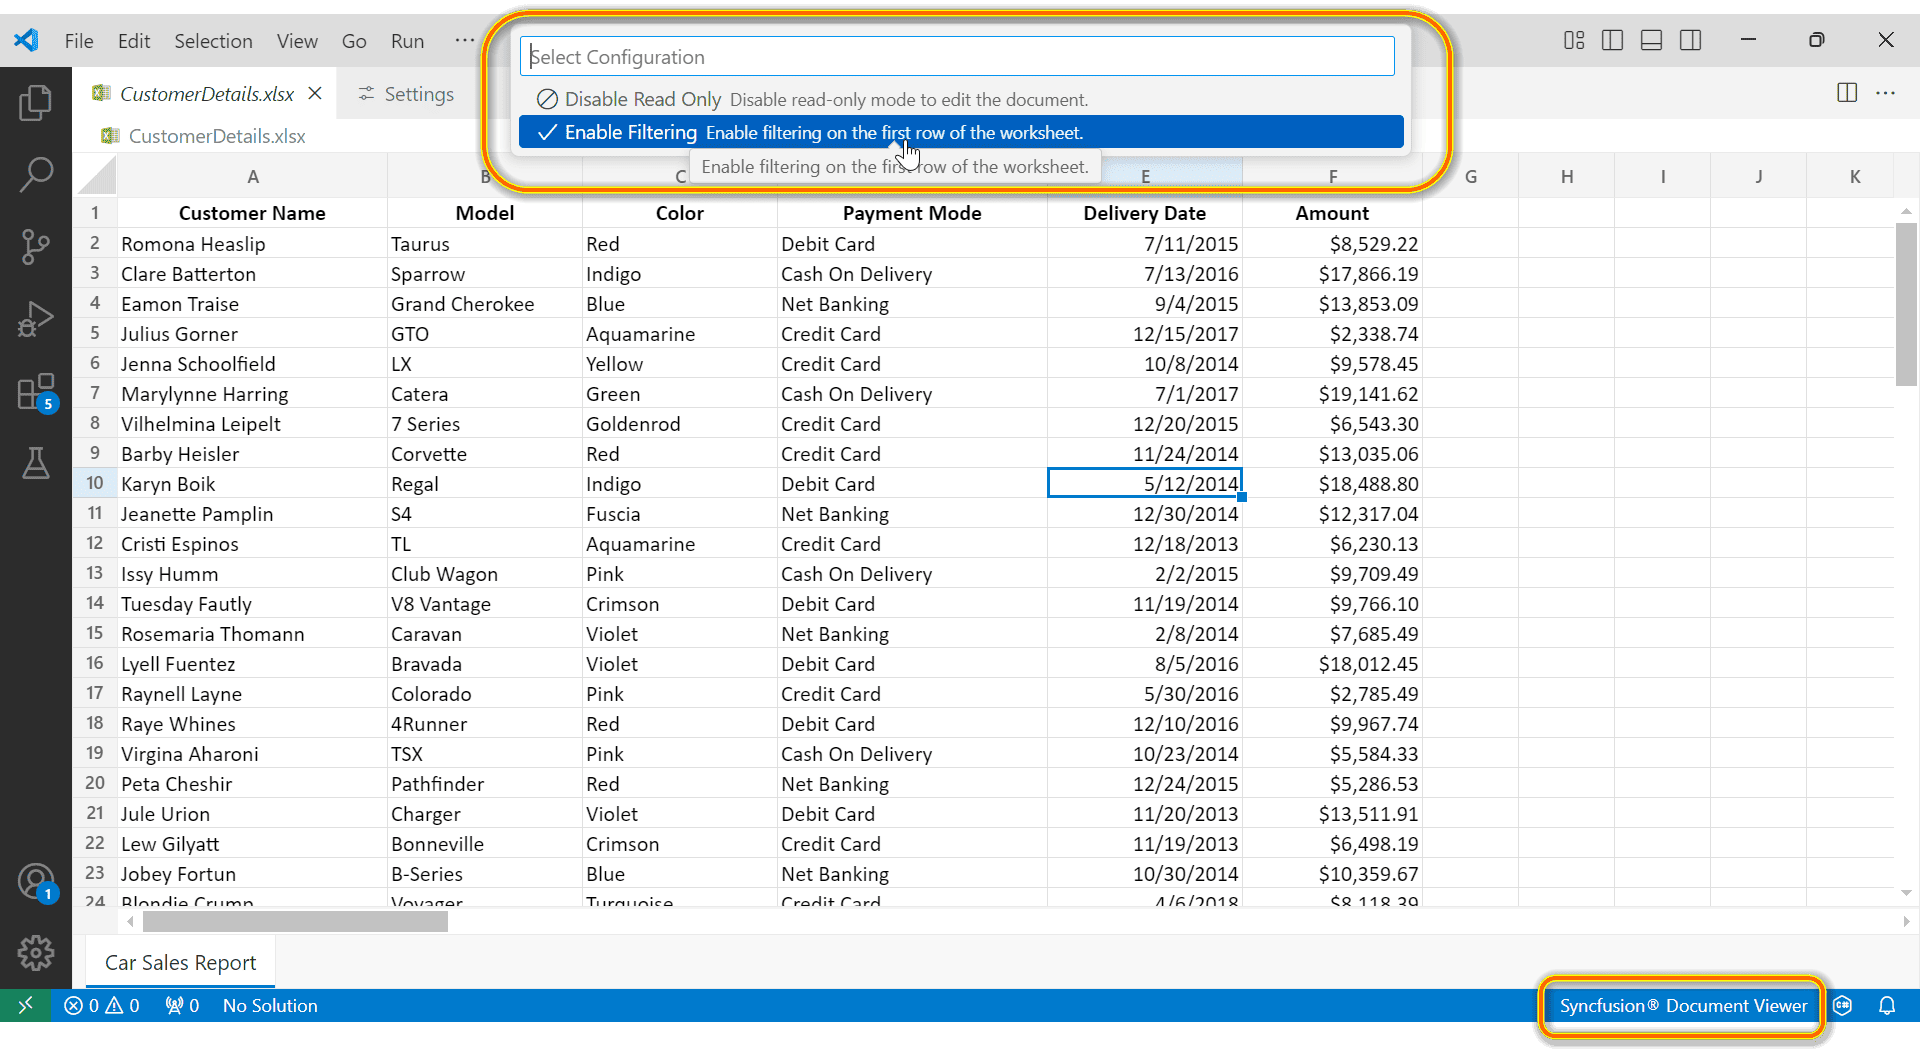 File Edit Selection View Go Run ...
Select Configuration
Disable Read Only Disable read-only mode to edit the document.
Enable Filtering Enable filtering on the first row of the worksheet.
Enable filtering on the first row of the worksheet.
CustomerDetails.xlsx Settings
CustomerDetails.xlsx
A B C E F G H I J K
1 Customer Name Model Color Payment Mode Delivery Date Amount
2 Romona Heaslip Taurus Red Debit Card 7/11/2015 $8,529.22
3 Clare Batterton Sparrow Indigo Cash On Delivery 7/13/2016 $17,866.19
4 Eamon Traise Grand Cherokee Blue Net Banking 9/4/2015 $13,853.09
5 Julius Gorner GTO Aquamarine Credit Card 12/15/2017 $2,338.74
6 Jenna Schoolfield LX Yellow Credit Card 10/8/2014 $9,578.45
7 Marylynne Harring Catera Green Cash On Delivery 7/1/2017 $19,141.62
8 Vilhelmina Leipelt 7 Series Goldenrod Credit Card 12/20/2015 $6,543.30
9 Barby Heisler Corvette Red Credit Card 11/24/2014 $13,035.06
10 Karyn Boik Regal Indigo Debit Card 5/12/2014 $18,488.80
11 Jeanette Pamplin S4 Fuscia Net Banking 12/30/2014 $12,317.04
12 Cristi Espinos TL Aquamarine Credit Card 12/18/2013 $6,230.13
13 Issy Humm Club Wagon Pink Cash On Delivery 2/2/2015 $9,709.49
14 Tuesday Fautly V8 Vantage Crimson Debit Card 11/19/2014 $9,766.10
15 Rosemaria Thomann Caravan Violet Net Banking 2/8/2014 $7,685.49
16 Lyell Fuentez Bravada Violet Debit Card 8/5/2016 $18,012.45
17 Raynell Layne Colorado Pink Credit Card 5/30/2016 $2,785.49
18 Raye Whines 4Runner Red Debit Card 12/10/2016 $9,967.74
19 Virgina Aharoni TSX Pink Cash On Delivery 10/23/2014 $5,584.33
20 Peta Cheshir Pathfinder Red Net Banking 12/24/2015 $5,286.53
21 Jule Urion Charger Violet Debit Card 11/20/2013 $13,511.91
22 Lew Gilyatt Bonneville Crimson Credit Card 11/19/2013 $6,498.19
23 Jobey Fortun B-Series Blue Net Banking 10/30/2014 $10,359.67
24 Blondie Crump Voyager Turquoise Credit Card 4/6/2018 $8,118.39
5
1
Car Sales Report
0 0 0 No Solution Syncfusion® Document Viewer C#